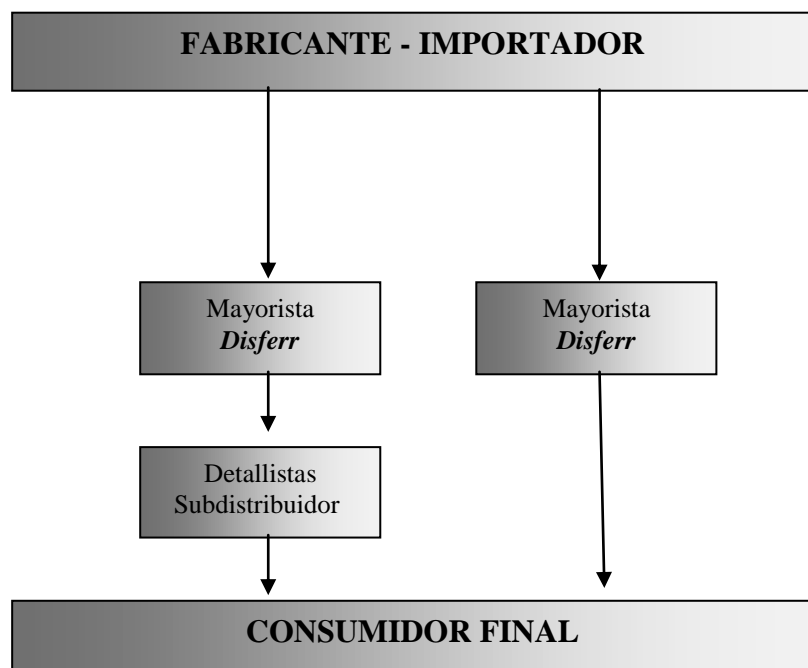 FABRICANTE - IMPORTADOR
Mayorista
Disferr
Mayorista
Disferr
Detallistas
Subdistribuidor
CONSUMIDOR FINAL